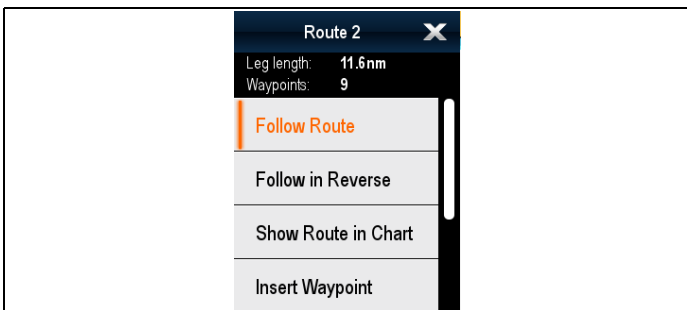 Route 2
Leg length: 11.6nm
Waypoints: 9
Follow Route
Follow in Reverse
Show Route in Chart
Insert Waypoint